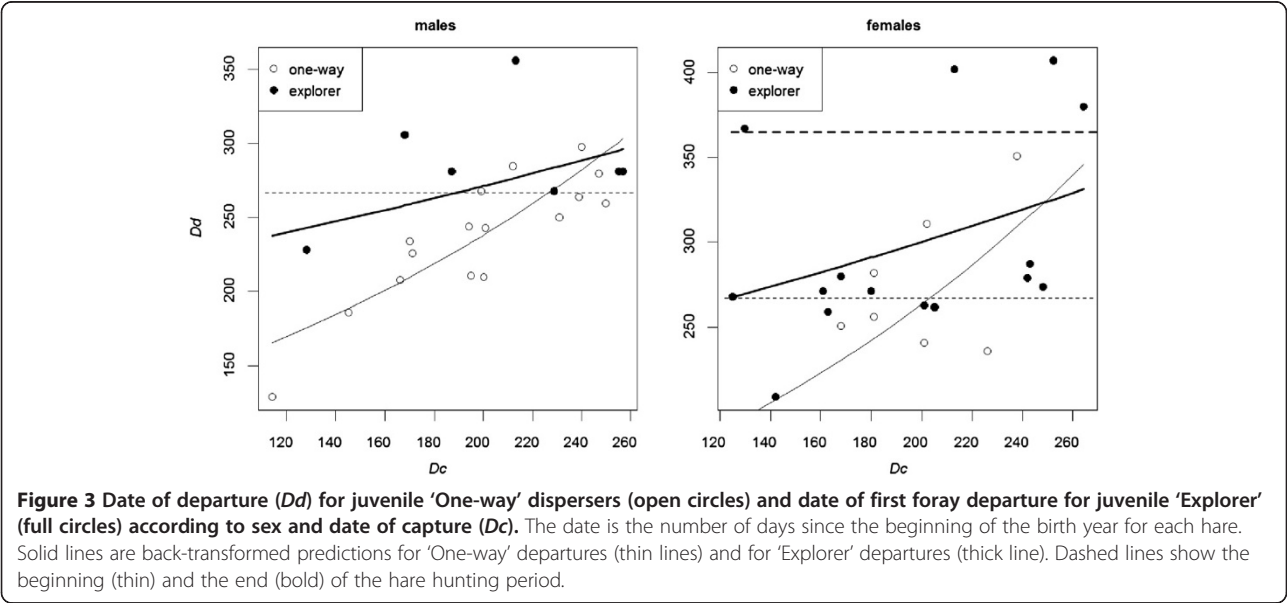 males
350
300
250
200
150
Dd
one-way
explorer
120 140 160 180 200 220 240 260
Dc
females
400
350
300
250
one-way
explorer
120 140 160 180 200 220 240 260
Dc
Figure 3 Date of departure (Dd) for juvenile ‘One-way’ dispersers (open circles) and date of first foray departure for juvenile ‘Explorer’
(full circles) according to sex and date of capture (Dc). The date is the number of days since the beginning of the birth year for each hare.
Solid lines are back-transformed predictions for ‘One-way’ departures (thin lines) and for ‘Explorer’ departures (thick line). Dashed lines show the
beginning (thin) and the end (bold) of the hare hunting period.